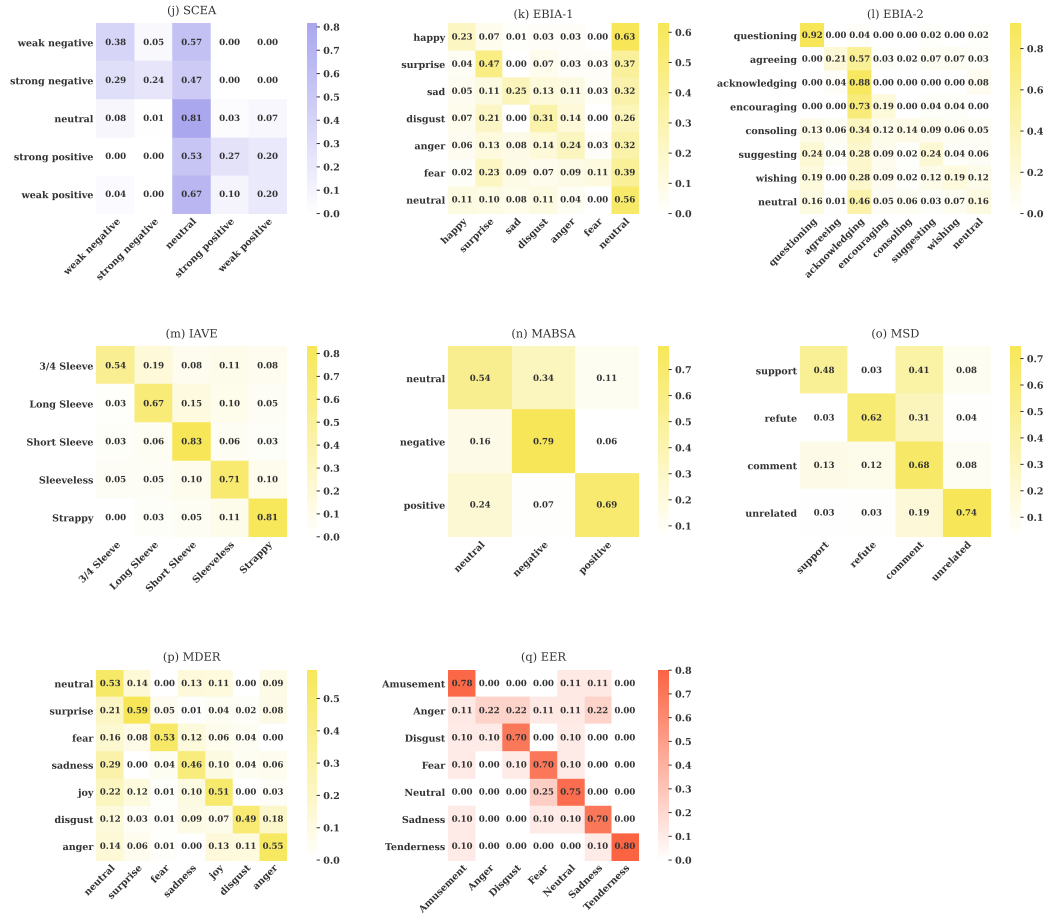 (j) SCEA
weak negative 0.38 0.05 0.57 0.00 0.00
strong negative 0.29 0.24 0.47 0.00 0.00
neutral 0.08 0.01 0.81 0.03 0.07
strong positive 0.00 0.00 0.53 0.27 0.20
weak positive 0.04 0.00 0.67 0.10 0.20
weak negative strong negative neutral strong positive weak positive
0.8
0.7
0.6
0.5
0.4
0.3
0.2
0.1
0.0
(k) EBIA-1
happy 0.23 0.07 0.01 0.03 0.03 0.00 0.63
surprise 0.04 0.47 0.00 0.07 0.03 0.03 0.37
sad 0.05 0.11 0.25 0.13 0.11 0.03 0.32
disgust 0.07 0.21 0.00 0.31 0.14 0.00 0.26
anger 0.06 0.13 0.08 0.14 0.24 0.03 0.32
fear 0.02 0.23 0.09 0.07 0.09 0.11 0.39
neutral 0.11 0.10 0.08 0.11 0.04 0.00 0.56
happy surprise sad disgust anger fear neutral
0.6
0.5
0.4
0.3
0.2
0.1
0.0
(l) EBIA-2
questioning 0.92 0.00 0.04 0.00 0.00 0.02 0.00 0.02
agreeing 0.00 0.21 0.57 0.03 0.02 0.07 0.07 0.03
acknowledging 0.00 0.04 0.88 0.00 0.00 0.00 0.00 0.08
encouraging 0.00 0.00 0.73 0.19 0.00 0.04 0.04 0.00
consoling 0.13 0.06 0.34 0.12 0.14 0.09 0.06 0.05
suggesting 0.24 0.04 0.28 0.09 0.02 0.24 0.04 0.06
wishing 0.19 0.00 0.28 0.09 0.02 0.12 0.19 0.12
neutral 0.16 0.01 0.46 0.05 0.06 0.03 0.07 0.16
questioning agreeing acknowledging encouraging consoling suggesting wishing neutral
0.8
0.6
0.4
0.2
0.0
(m) IAVE
3/4 Sleeve 0.54 0.19 0.08 0.11 0.08
Long Sleeve 0.03 0.67 0.15 0.10 0.05
Short Sleeve 0.03 0.06 0.83 0.06 0.03
Sleeveless 0.05 0.05 0.10 0.71 0.10
Strappy 0.00 0.03 0.05 0.11 0.81
3/4 Sleeve Long Sleeve Short Sleeve Sleeveless Strappy
0.8
0.7
0.6
0.5
0.4
0.3
0.2
0.1
0.0
(n) MABSA
neutral 0.54 0.34 0.11
negative 0.16 0.79 0.06
positive 0.24 0.07 0.69
neutral negative positive
0.7
0.6
0.5
0.4
0.3
0.2
0.1
(o) MSD
support 0.48 0.03 0.41 0.08
refute 0.03 0.62 0.31 0.04
comment 0.13 0.12 0.68 0.08
unrelated 0.03 0.03 0.19 0.74
support refute comment unrelated
0.7
0.6
0.5
0.4
0.3
0.2
0.1
(p) MDER
neutral 0.53 0.14 0.00 0.13 0.11 0.00 0.09
surprise 0.21 0.59 0.05 0.01 0.04 0.02 0.08
fear 0.16 0.08 0.53 0.12 0.06 0.04 0.00
sadness 0.29 0.00 0.04 0.46 0.10 0.04 0.06
joy 0.22 0.12 0.01 0.10 0.51 0.00 0.03
disgust 0.12 0.03 0.01 0.09 0.07 0.49 0.18
anger 0.14 0.06 0.01 0.00 0.13 0.11 0.55
neutral surprise fear sadness joy disgust anger
0.5
0.4
0.3
0.2
0.1
0.0
(q) EER
Amusement 0.78 0.00 0.00 0.00 0.11 0.11 0.00
Anger 0.11 0.22 0.22 0.11 0.11 0.22 0.00
Disgust 0.10 0.10 0.70 0.00 0.10 0.00 0.00
Fear 0.10 0.00 0.10 0.70 0.10 0.00 0.00
Neutral 0.00 0.00 0.00 0.25 0.75 0.00 0.00
Sadness 0.10 0.00 0.00 0.10 0.10 0.70 0.00
Tenderness 0.10 0.00 0.00 0.00 0.00 0.10 0.80
Amusement Anger Disgust Fear Neutral Sadness Tenderness
0.8
0.7
0.6
0.5
0.4
0.3
0.2
0.1
0.0